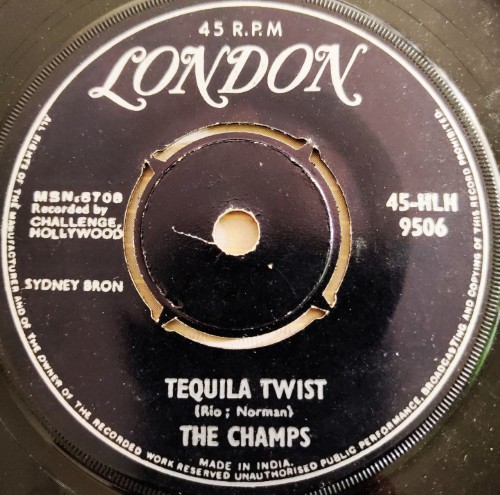 45 R.P.M
LONDON
MSN.6708
Recorded by
CHALLENGE,
HOLLYWOOD
45-HLH
9506
SYDNEY BRON
TEQUILA TWIST
(Rio ; Norman)
THE CHAMPS
MADE IN INDIA.
ALL RIGHTS OF THE MANUFACTURER AND OF THE OWNER OF THE RECORDED WORK RESERVED UNAUTHORISED PUBLIC PERFORMANCE, BROADCASTING AND COPYING OF THIS RECORD PROHIBITED